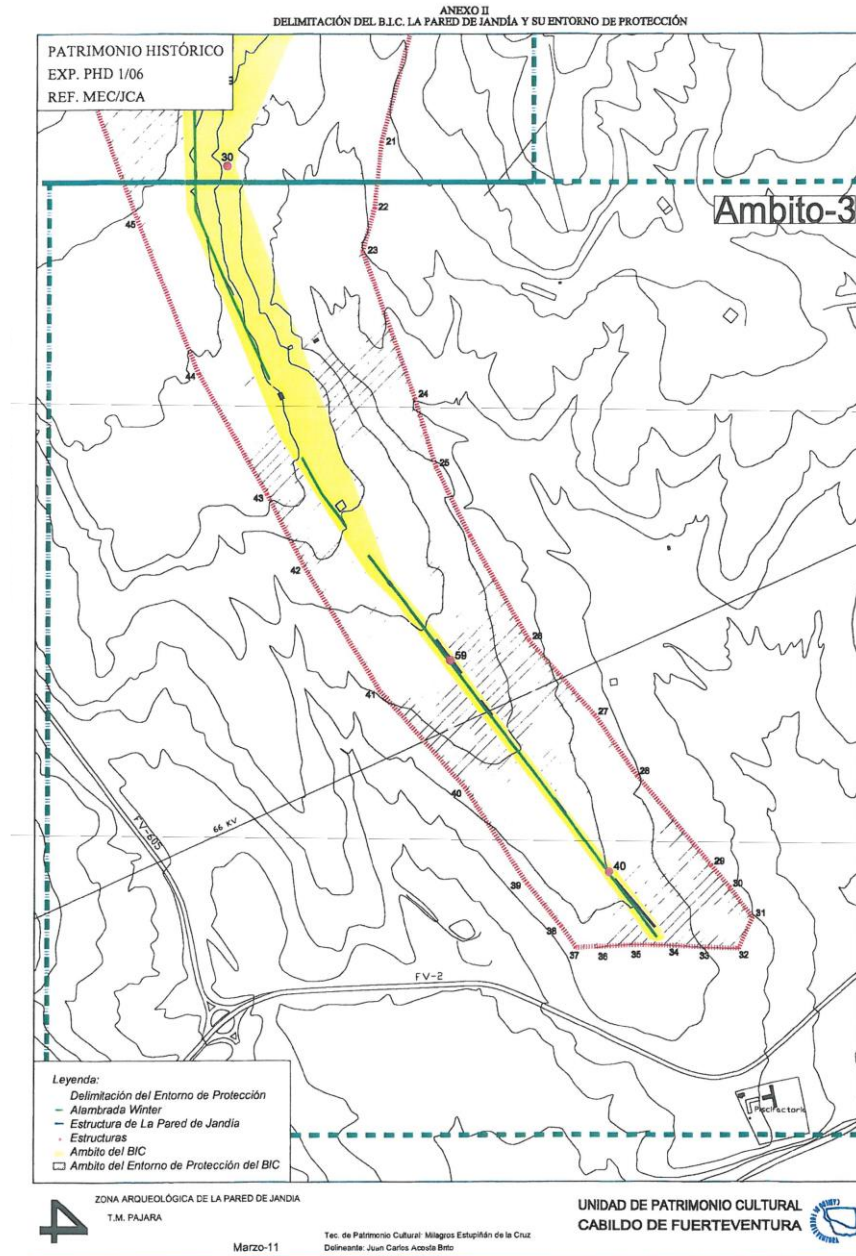 ANEXO II
DELIMITACIÓN DEL B.I.C. LA PARED DE JANDÍA Y SU ENTORNO DE PROTECCIÓN
PATRIMONIO HISTÓRICO
EXP. PHD 1/06
REF. MEC/JCA
30
21
22
23
45
Ambito-3
44
24
25
43
42
26
59
41
27
28
40
66 KV
FV-605
40
29
30
39
31
38
37
36
35
34
33
32
FV-2
Leyenda:
Delimitación del Entorno de Protección
Alambrada Winter
Estructura de La Pared de Jandía
Estructuras
Ambito del BIC
Ambito del Entorno de Protección del BIC
4
ZONA ARQUEOLÓGICA DE LA PARED DE JANDIA
T.M. PAJARA
Marzo-11
Tec. de Patrimonio Cultural: Milagros Estupiñán de la Cruz
Delineante: Juan Carlos Acosta Brito
UNIDAD DE PATRIMONIO CULTURAL
CABILDO DE FUERTEVENTURA